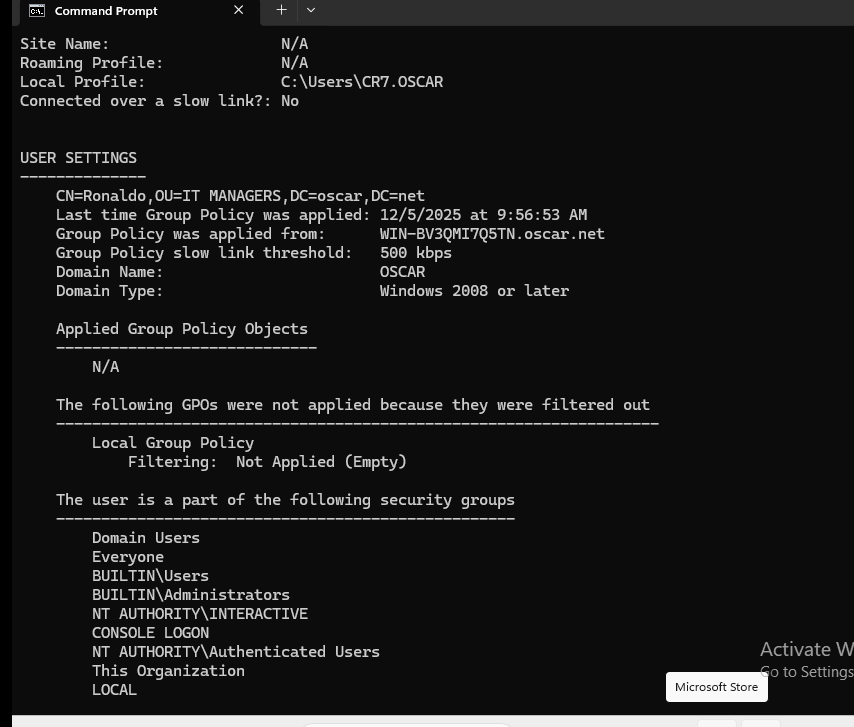 Command Prompt
Site Name: N/A
Roaming Profile: N/A
Local Profile: C:\Users\CR7.OSCAR
Connected over a slow link?: No
USER SETTINGS
--------------
CN=Ronaldo,OU=IT MANAGERS,DC=oscar,DC=net
Last time Group Policy was applied: 12/5/2025 at 9:56:53 AM
Group Policy was applied from: WIN-BV3QMI7Q5TN.oscar.net
Group Policy slow link threshold: 500 kbps
Domain Name: OSCAR
Domain Type: Windows 2008 or later
Applied Group Policy Objects
-----------------------------
N/A
The following GPOs were not applied because they were filtered out
-------------------------------------------------------------------
Local Group Policy
Filtering: Not Applied (Empty)
The user is a part of the following security groups
---------------------------------------------------
Domain Users
Everyone
BUILTIN\Users
BUILTIN\Administrators
NT AUTHORITY\INTERACTIVE
CONSOLE LOGON
NT AUTHORITY\Authenticated Users
This Organization
LOCAL
Activate W
Go to Settings
Microsoft Store